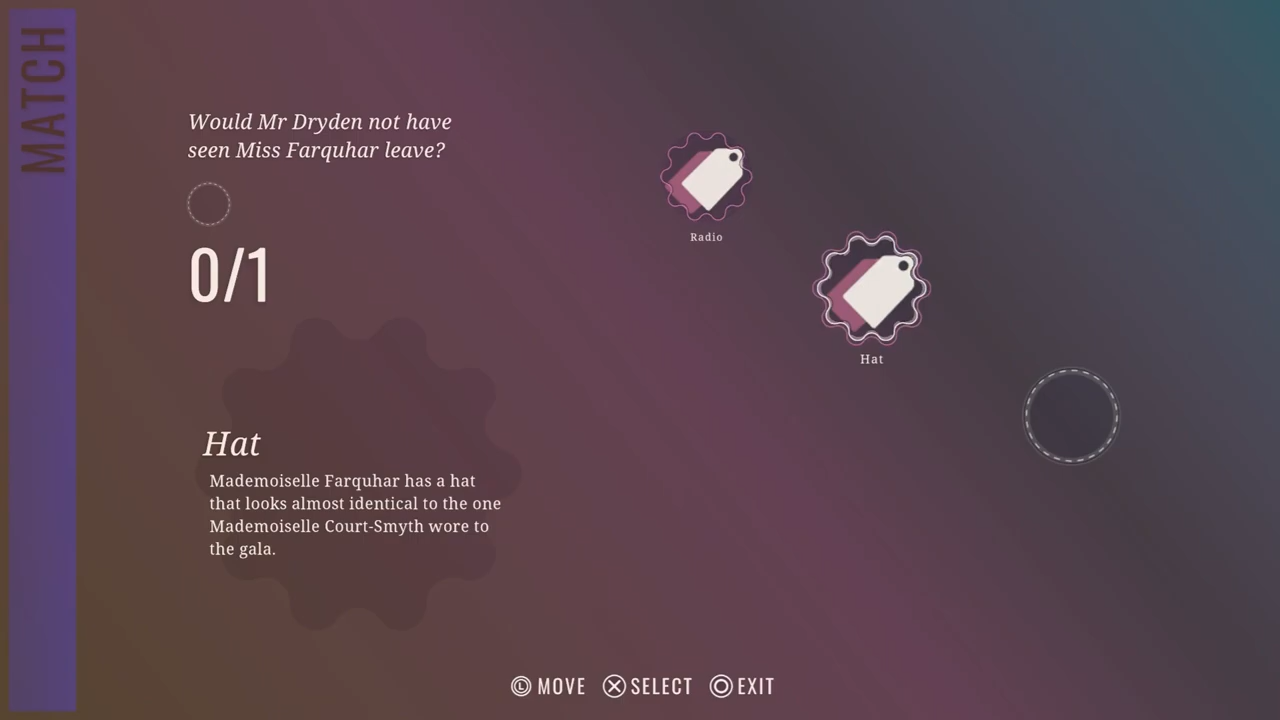 MATCH
Would Mr Dryden not have
seen Miss Farquhar leave?
0/1
Radio
Hat
Hat
Mademoiselle Farquhar has a hat
that looks almost identical to the one
Mademoiselle Court-Smyth wore to
the gala.
L MOVE SELECT EXIT